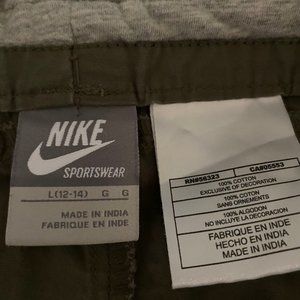 NIKE
SPORTSWEAR
L(12-14) G G
MADE IN INDIA
FABRIQUE EN INDE
RN#56323 CA#05553
100% COTTON
EXCLUSIVE OF DECORATION
100% COTON
SANS ORNEMENTS
100% ALGODON
NO INCLUYE LA DECORACION
FABRIQUE EN INDE
HECHO EN INDIA
MADE IN INDIA